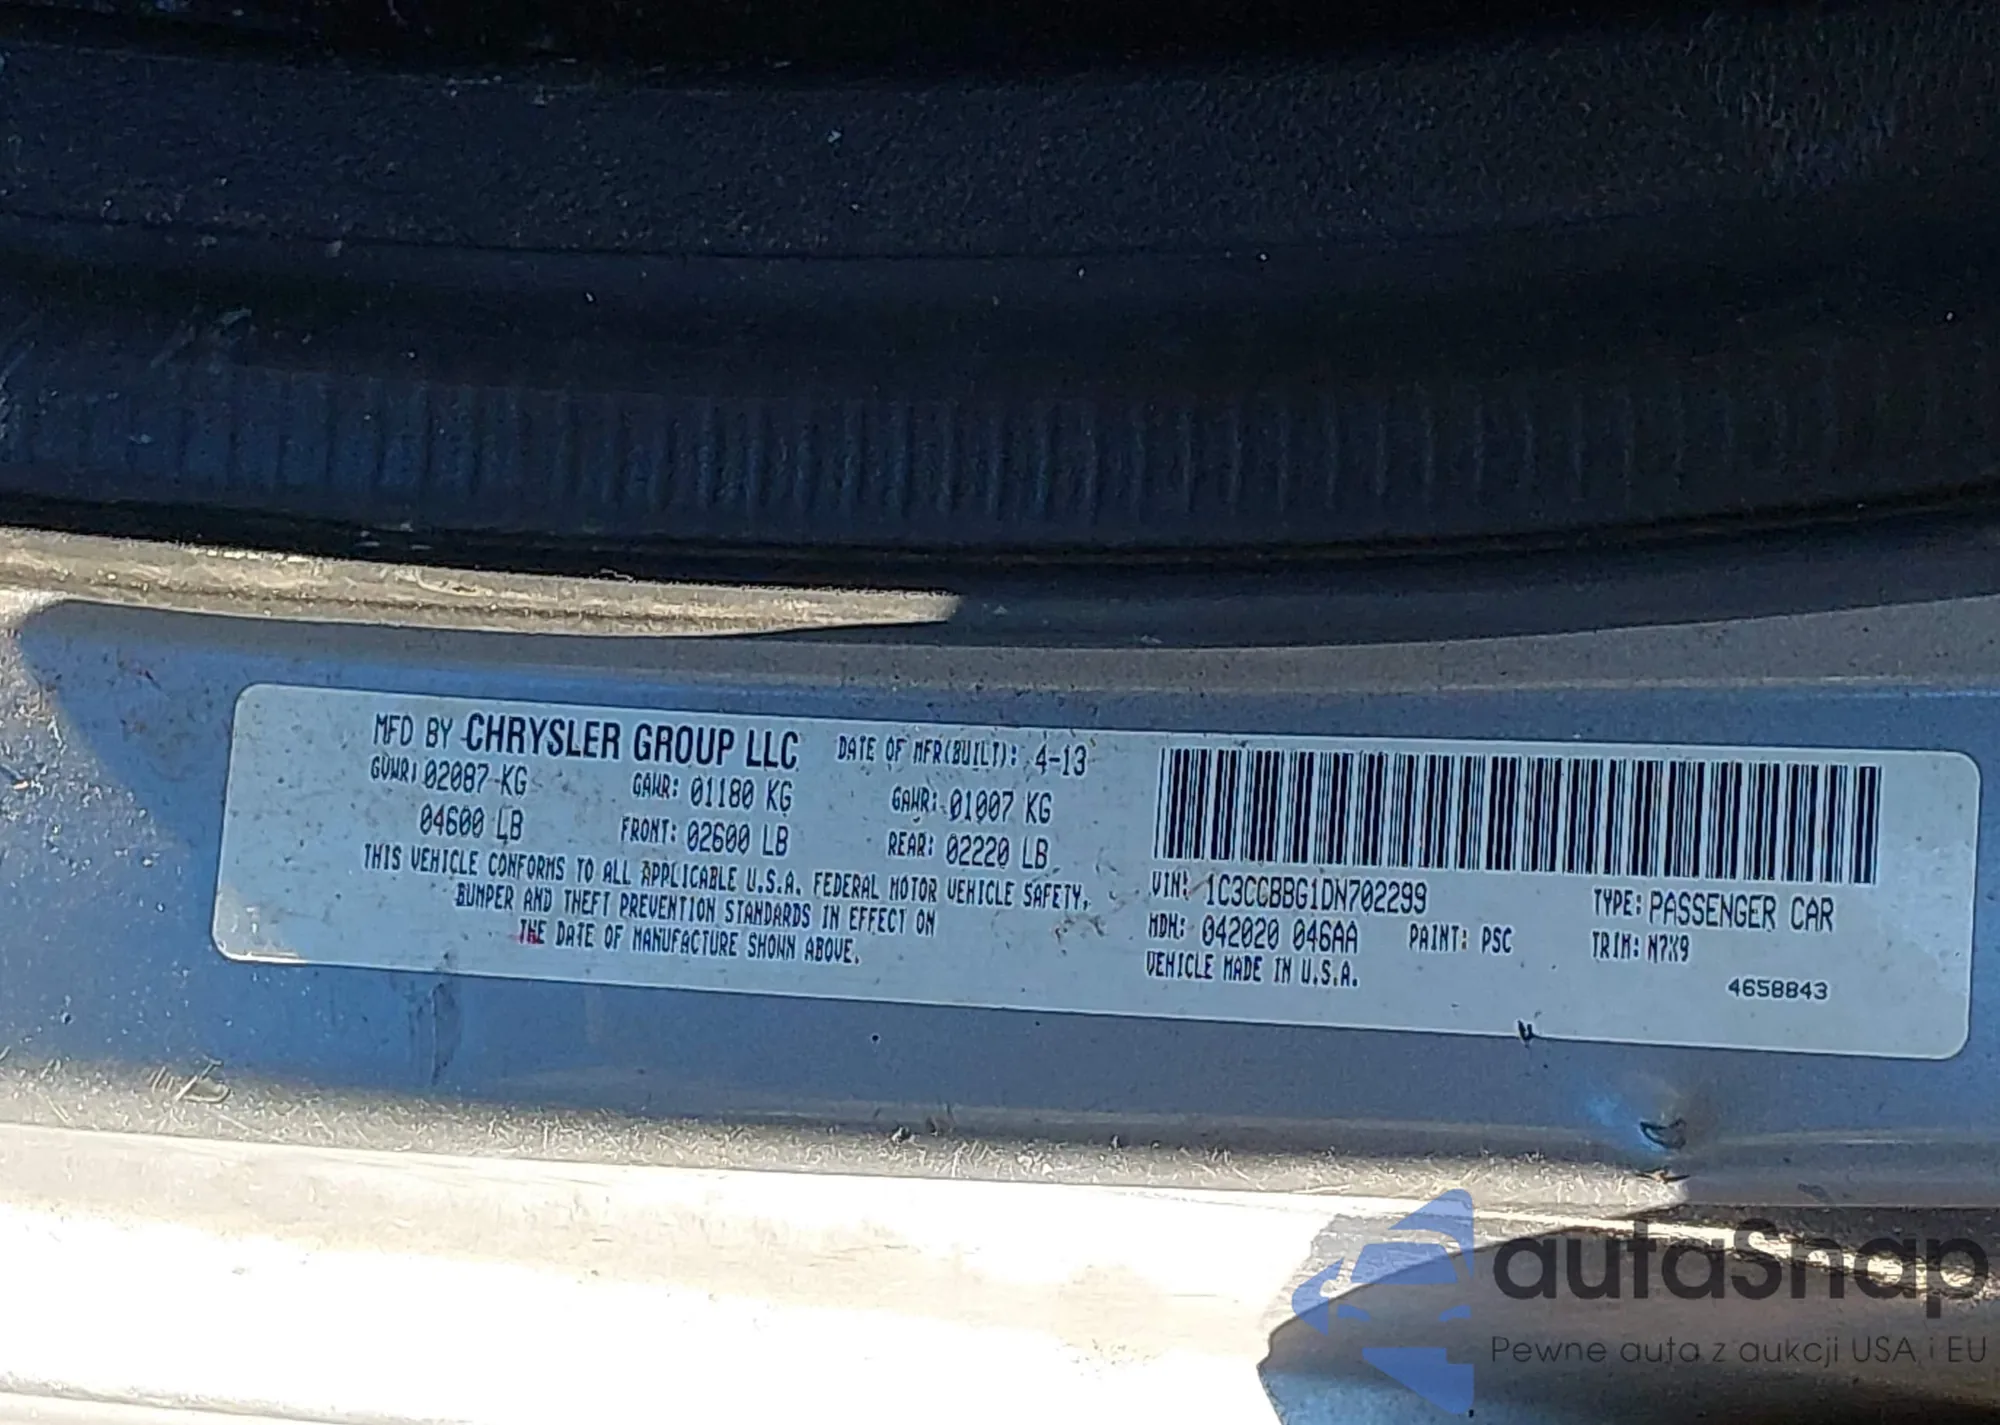 MFD BY CHRYSLER GROUP LLC DATE OF MFR(BUILT): 4-13
GVWR: 02087 KG GAWR: 01180 KG GAWR: 01007 KG
04600 LB FRONT: 02600 LB REAR: 02220 LB
THIS VEHICLE CONFORMS TO ALL APPLICABLE U.S.A. FEDERAL MOTOR VEHICLE SAFETY,
BUMPER AND THEFT PREVENTION STANDARDS IN EFFECT ON
THE DATE OF MANUFACTURE SHOWN ABOVE.
VIN: 1C3CCBBG1DN702299 TYPE: PASSENGER CAR
MDH: 042020 046AA PAINT: PSC TRIM: N7X9
VEHICLE MADE IN U.S.A.
4658843
autaSnap
Pewne auta z aukcji USA i EU